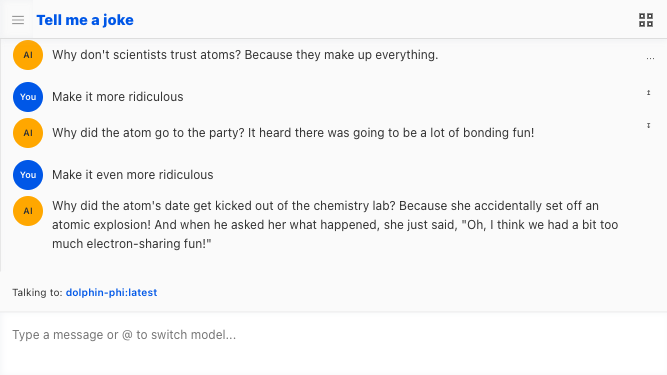 Tell me a joke
AI
Why don't scientists trust atoms? Because they make up everything.
...
You
Make it more ridiculous
AI
Why did the atom go to the party? It heard there was going to be a lot of bonding fun!
You
Make it even more ridiculous
AI
Why did the atom's date get kicked out of the chemistry lab? Because she accidentally set off an
atomic explosion! And when he asked her what happened, she just said, "Oh, I think we had a bit too
much electron-sharing fun!"
Talking to: dolphin-phi:latest
Type a message or @ to switch model...